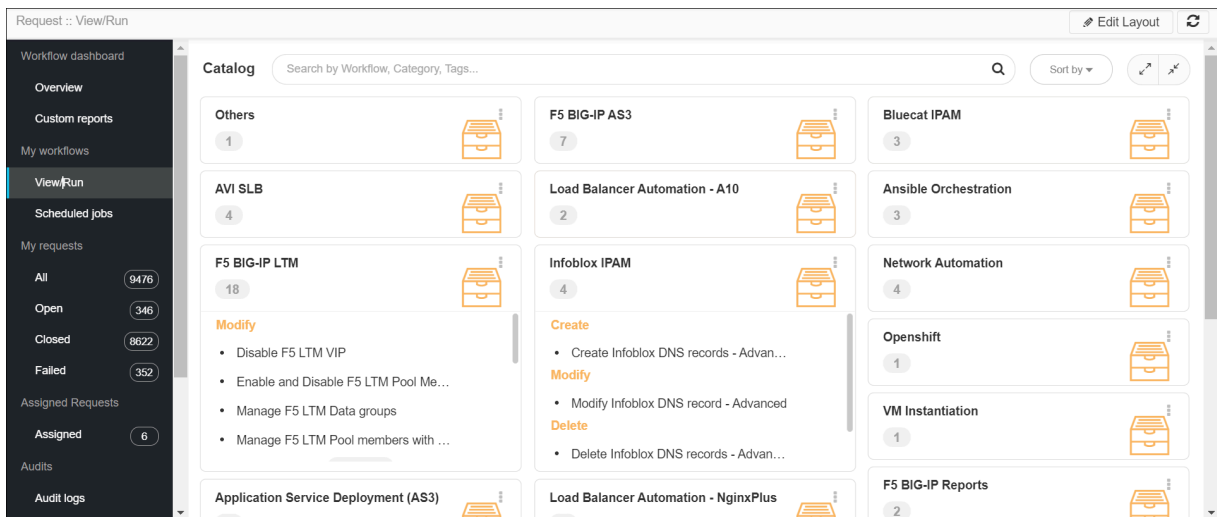 Request :: View/Run
Edit Layout
Workflow dashboard
Overview
Custom reports
My workflows
View/Run
Scheduled jobs
My requests
All 9476
Open 346
Closed 8622
Failed 352
Assigned Requests
Assigned 6
Audits
Audit logs
Catalog
Search by Workflow, Category, Tags...
Sort by
Others
1
F5 BIG-IP AS3
7
Bluecat IPAM
3
AVI SLB
4
Load Balancer Automation - A10
2
Ansible Orchestration
3
F5 BIG-IP LTM
18
Modify
• Disable F5 LTM VIP
• Enable and Disable F5 LTM Pool Me...
• Manage F5 LTM Data groups
• Manage F5 LTM Pool members with ...
Infoblox IPAM
4
Create
• Create Infoblox DNS records - Advan...
Modify
• Modify Infoblox DNS record - Advanced
Delete
• Delete Infoblox DNS records - Advan...
Network Automation
4
Openshift
1
VM Instantiation
1
Application Service Deployment (AS3)
Load Balancer Automation - NginxPlus
F5 BIG-IP Reports
2